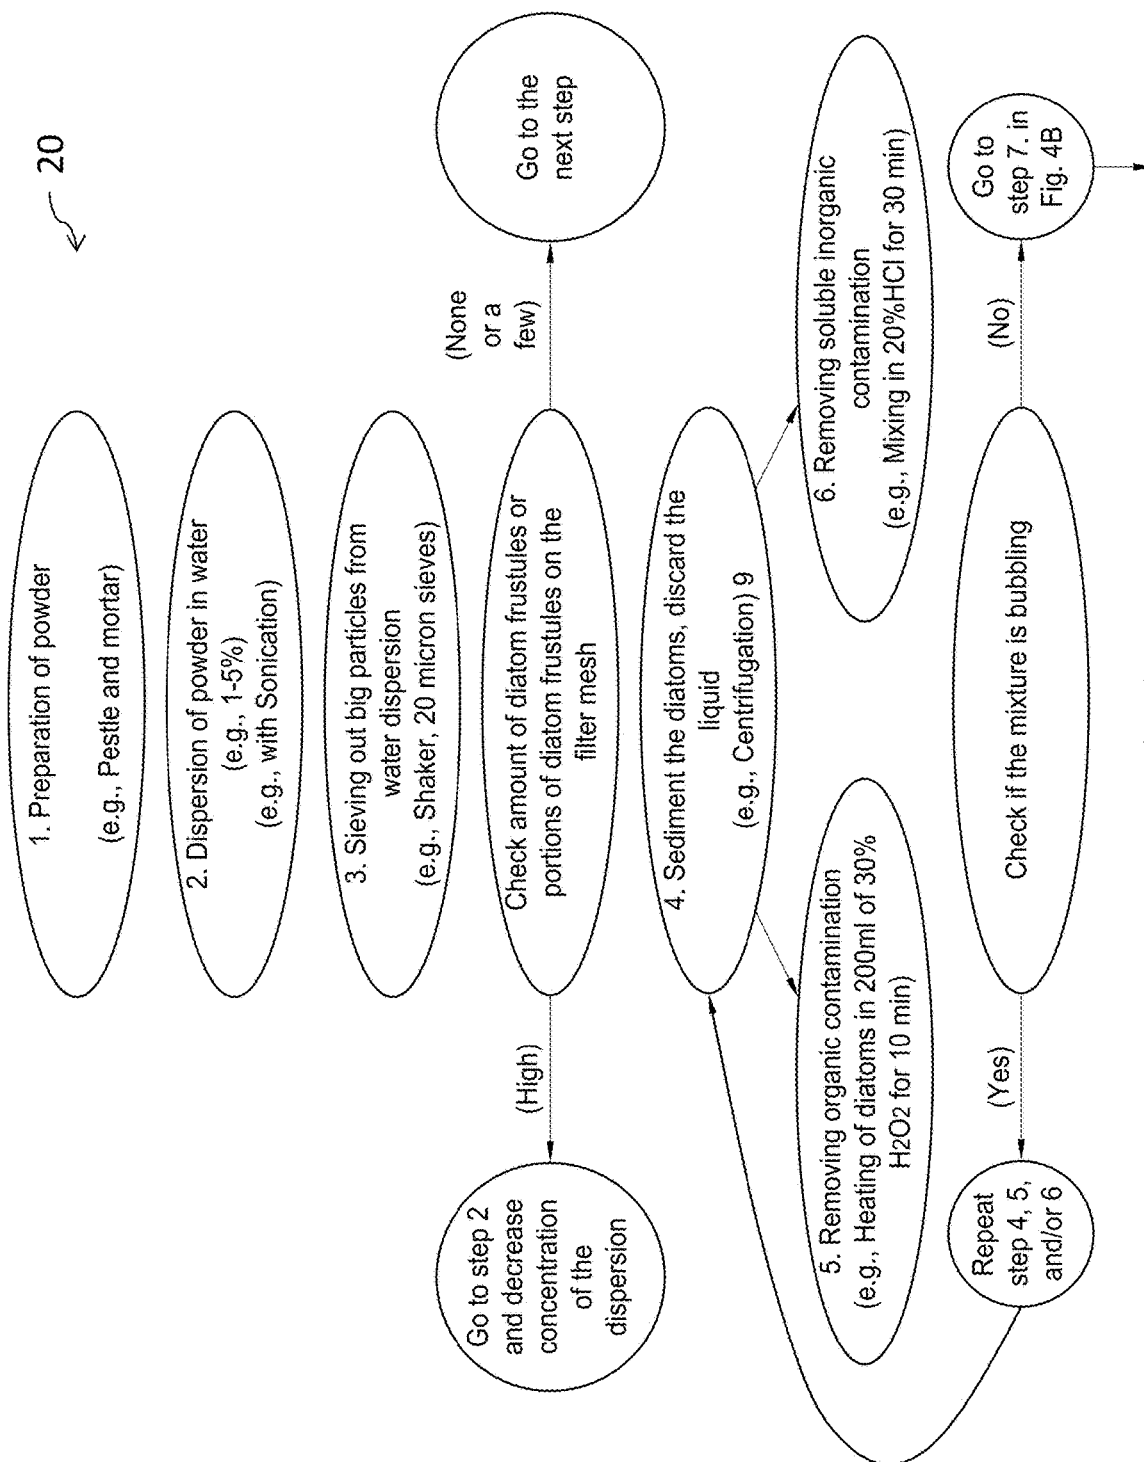 20
1. Preparation of powder
(e.g., Pestle and mortar)
2. Dispersion of powder in water
(e.g., 1-5%)
(e.g., with Sonication)
3. Sieving out big particles from
water dispersion
(e.g., Shaker, 20 micron sieves)
Go to step 2
and decrease
concentration
of the
dispersion
(High)
Check amount of diatom frustules or
portions of diatom frustules on the
filter mesh
(None
or a
few)
Go to the
next step
4. Sediment the diatoms, discard the
liquid
(e.g., Centrifugation) 9
5. Removing organic contamination
(e.g., Heating of diatoms in 200ml of 30%
H2O2 for 10 min)
6. Removing soluble inorganic
contamination
(e.g., Mixing in 20%HCl for 30 min)
Repeat
step 4, 5,
and/or 6
(Yes)
Check if the mixture is bubbling
(No)
Go to
step 7. in
Fig. 4B